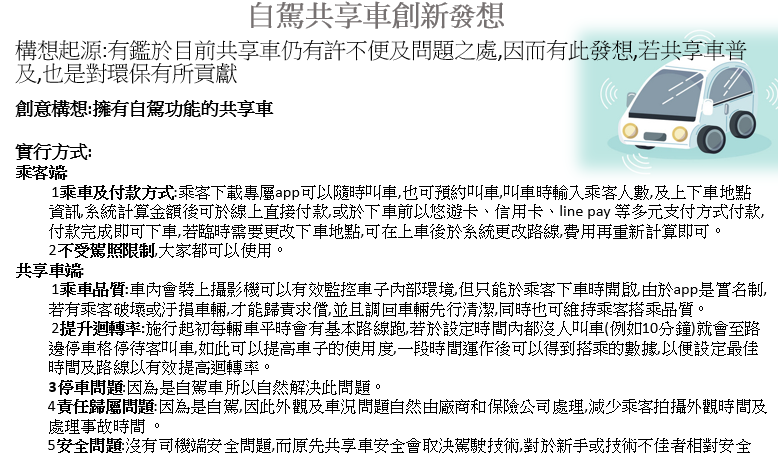 自駕共享車創新發想
構想起源:有鑑於目前共享車仍有許不便及問題之處,因而有此發想,若共享車普
及,也是對環保有所貢獻
創意構想:擁有自駕功能的共享車
實行方式:
乘客端:
1乘車及付款方式:乘客下載專屬app可以隨時叫車,也可預約叫車,叫車時輸入乘客人數,及上下車地點
資訊,系統計算金額後可於線上直接付款,或於下車前以悠遊卡、信用卡、line pay 等多元支付方式付款,
付款完成即可下車,若臨時需要更改下車地點,可在上車後於系統更改路線,費用再重新計算即可。
2不受駕照限制,大家都可以使用。
共享車端:
1乘車品質:車內會裝上攝影機可以有效監控車子內部環境,但只能於乘客下車時開啟,由於app是實名制,
若有乘客破壞或汙損車輛,才能歸責求償,並且調回車輛先行清潔,同時也可維持乘客搭乘品質。
2提升迴轉率:施行起初每輛車平時會有基本路線跑,若於設定時間內都沒人叫車(例如10分鐘)就會至路
邊停車格停待客叫車,如此可以提高車子的使用度,一段時間運作後可以得到搭乘的數據,以便設定最佳
時間及路線以有效提高迴轉率。
3停車問題:因為是自駕車所以自然解決此問題。
4責任歸屬問題:因為是自駕,因此外觀及車況問題自然由廠商和保險公司處理,減少乘客拍攝外觀時間及
處理事故時間。
5安全問題:沒有司機端安全問題,而原先共享車安全會取決駕駛技術,對於新手或技術不佳者相對安全